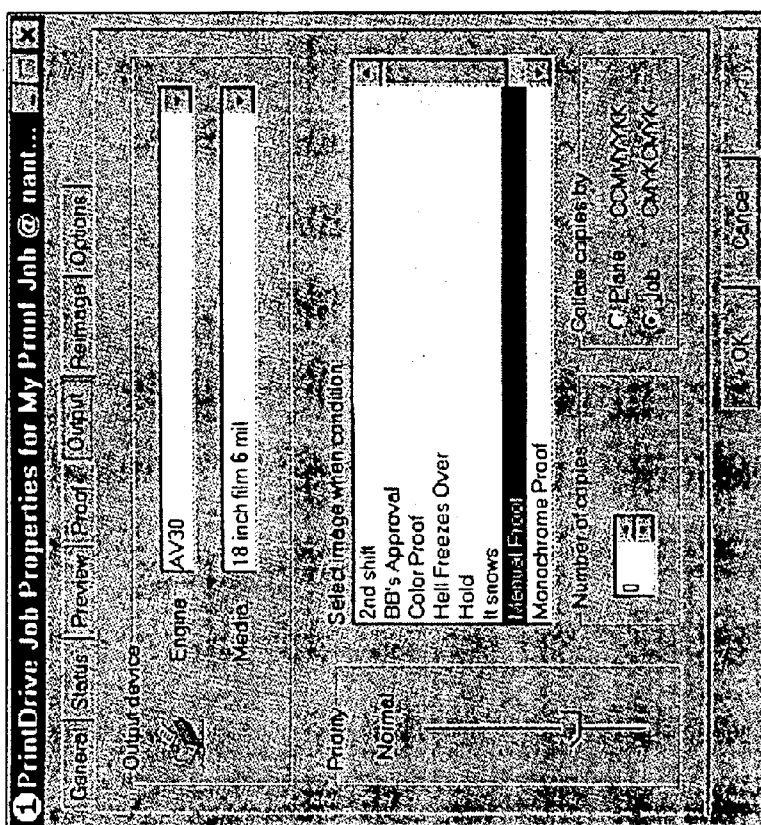 PrintDrive Job Properties for My Proof Job @ nant...
General Status Preview Proof Output Reimage Options
Output device
Engine AV30
Media 18 inch film 6 mil
Priority
Normal
Select image when condition
2nd shift
BB's Approval
Color Proof
Hell Freezes Over
Hold
It snows
Manual Proof
Monochrome Proof
Number of copies
0
Collate copies by
Plate CCMMYYKK
Job CMYKCMYK
OK Cancel